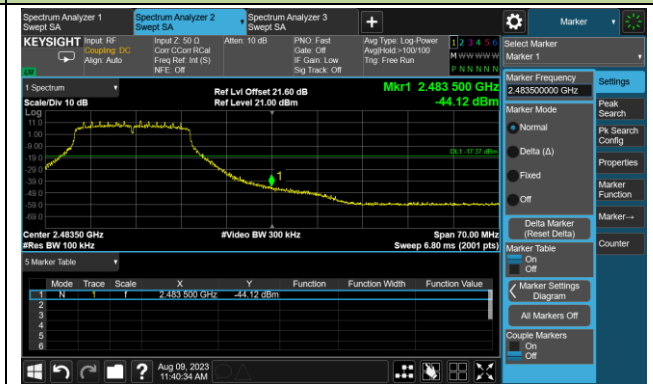 Spectrum Analyzer 1
Swept SA
Spectrum Analyzer 2
Swept SA
Spectrum Analyzer 3
Swept SA
+
Marker
KEYSIGHT
Input: RF
Coupling: DC
Align: Auto
Input Z: 50 Ω
Corr CCorr RCal
Freq Ref: Int (S)
NFE: Off
Atten: 10 dB
PNO: Fast
Gate: Off
IF Gain: Low
Sig Track: Off
Avg Type: Log-Power
Avg|Hold:>100/100
Trig: Free Run
1 2 3 4 5 6
M W W W W W
P N N N N N
Select Marker
Marker 1
1 Spectrum
Scale/Div 10 dB
Log
Ref Lvl Offset 21.60 dB
Ref Level 21.00 dBm
Mkr1 2.483 500 GHz
-44.12 dBm
11.0
1.00
-9.00
-19.0
-29.0
-39.0
-49.0
-59.0
-69.0
DL1 -17.37 dBm
1
Center 2.48350 GHz
#Res BW 100 kHz
#Video BW 300 kHz
Span 70.00 MHz
Sweep 6.80 ms (2001 pts)
5 Marker Table
Mode Trace Scale X Y Function Function Width Function Value
1 N 1 f 2.483 500 GHz -44.12 dBm
2
3
4
5
6
Marker Frequency
2.483500000 GHz
Marker Mode
Normal
Delta (Δ)
Fixed
Off
Delta Marker
(Reset Delta)
Marker Table
On
Off
Marker Settings
Diagram
All Markers Off
Couple Markers
On
Off
Settings
Peak
Search
Pk Search
Config
Properties
Marker
Function
Marker→
Counter
?
Aug 09, 2023
11:40:34 AM